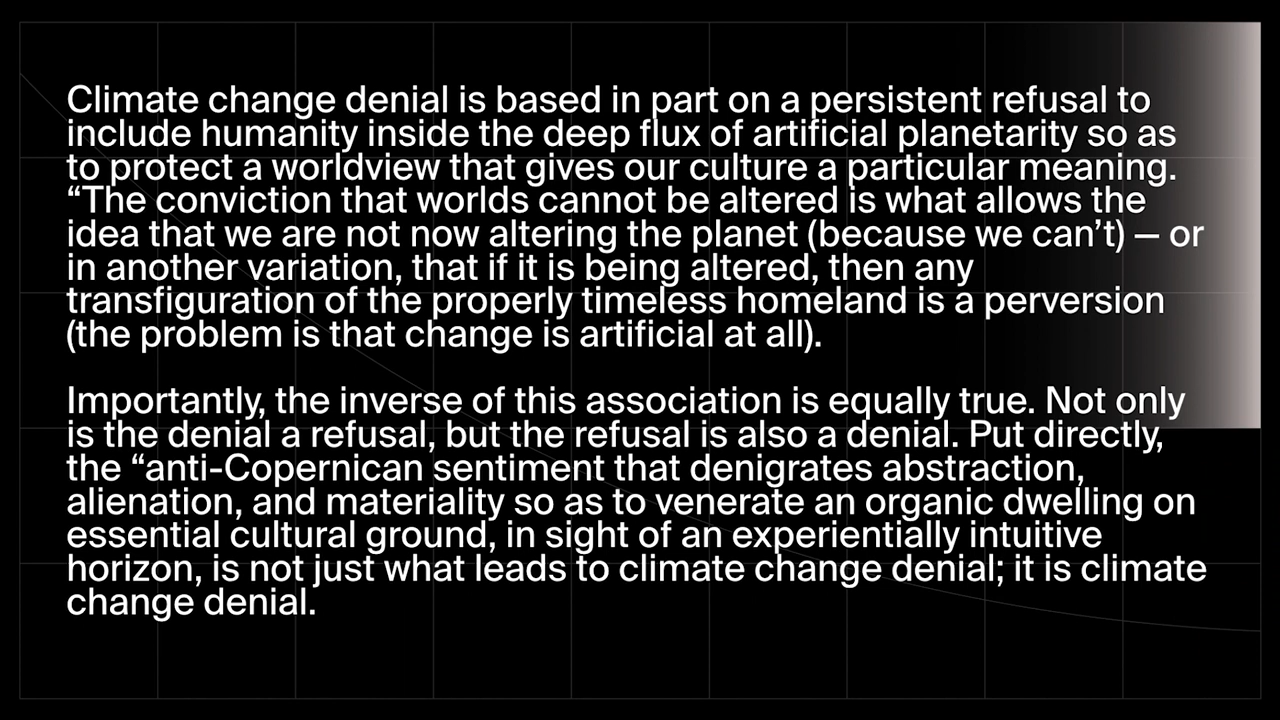 Climate change denial is based in part on a persistent refusal to
include humanity inside the deep flux of artificial planetarity so as
to protect a worldview that gives our culture a particular meaning.
“The conviction that worlds cannot be altered is what allows the
idea that we are not now altering the planet (because we can’t) — or
in another variation, that if it is being altered, then any
transfiguration of the properly timeless homeland is a perversion
(the problem is that change is artificial at all).
Importantly, the inverse of this association is equally true. Not only
is the denial a refusal, but the refusal is also a denial. Put directly,
the “anti-Copernican sentiment that denigrates abstraction,
alienation, and materiality so as to venerate an organic dwelling on
essential cultural ground, in sight of an experientially intuitive
horizon, is not just what leads to climate change denial; it is climate
change denial.